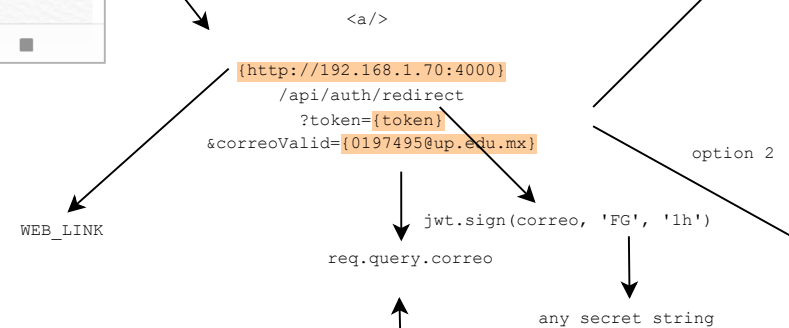 <a/>
{http://192.168.1.70:4000}
/api/auth/redirect
?token={token}
&correoValid={0197495@up.edu.mx}
option 2
jwt.sign(correo, 'FG', '1h')
WEB_LINK
req.query.correo
any secret string